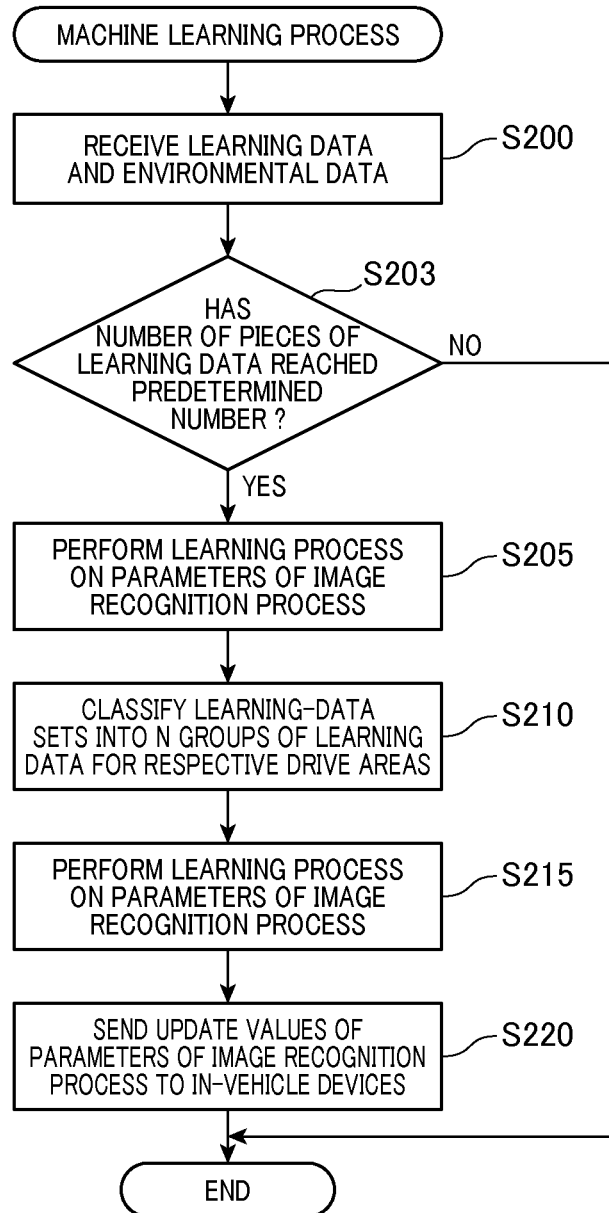 MACHINE LEARNING PROCESS
RECEIVE LEARNING DATA
AND ENVIRONMENTAL DATA
S200
S203
HAS
NUMBER OF PIECES OF
LEARNING DATA REACHED
PREDETERMINED
NUMBER ?
NO
YES
PERFORM LEARNING PROCESS
ON PARAMETERS OF IMAGE
RECOGNITION PROCESS
S205
CLASSIFY LEARNING-DATA
SETS INTO N GROUPS OF LEARNING
DATA FOR RESPECTIVE DRIVE AREAS
S210
PERFORM LEARNING PROCESS
ON PARAMETERS OF IMAGE
RECOGNITION PROCESS
S215
SEND UPDATE VALUES OF
PARAMETERS OF IMAGE RECOGNITION
PROCESS TO IN-VEHICLE DEVICES
S220
END